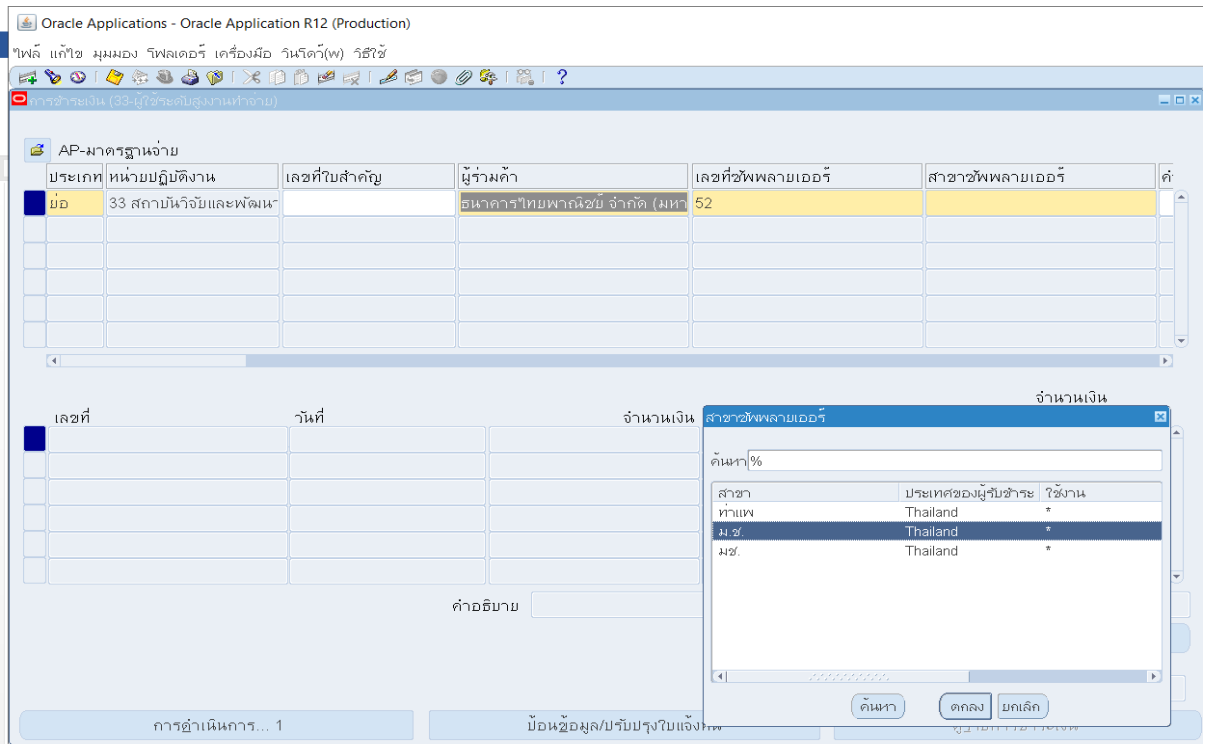 Oracle Applications - Oracle Application R12 (Production)
ไฟล์ แก้ไข มุมมอง โฟลเดอร์ เครื่องมือ วินโดว์(w) วิธีใช้
การชำระเงิน (33-ผู้ใช้ระดับสูงงานทำจ่าย)
AP-มาตรฐานจ่าย
ประเภท หน่วยปฏิบัติงาน เลขที่ใบสำคัญ ผู้ร่วมค้า เลขที่ซัพพลายเออร์ สาขาซัพพลายเออร์
ย่อ 33 สถาบันวิจัยและพัฒนา ธนาคารไทยพาณิชย์ จำกัด (มหา 52
จำนวนเงิน
เลขที่ วันที่ จำนวนเงิน สาขาซัพพลายเออร์
ค้นหา %
สาขา ประเทศของผู้รับชำระ ใช้งาน
ท่าแพ Thailand *
ม.ช. Thailand *
มช. Thailand *
คำอธิบาย
ค้นหา ตกลง ยกเลิก
การดำเนินการ... 1 ป้อนข้อมูล/ปรับปรุงใบแจ้งหนี้